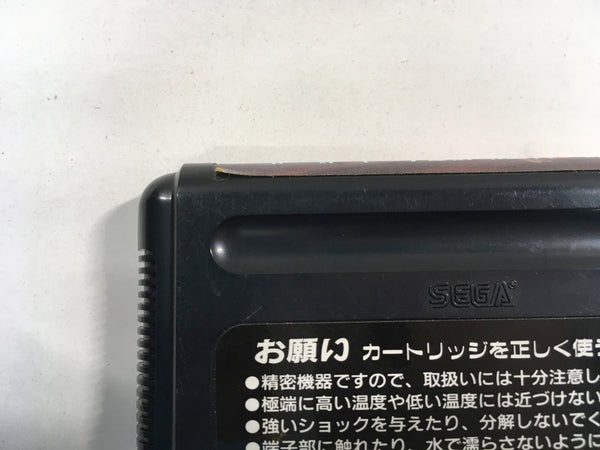 SEGA
お願い カートリッジを正しく使
●精密機器ですので、取扱いには十分注意し
●極端に高い温度や低い温度には近づけない
●強いショックを与えたり、分解しないでく
●端子部に触れたり、水で濡らさないように